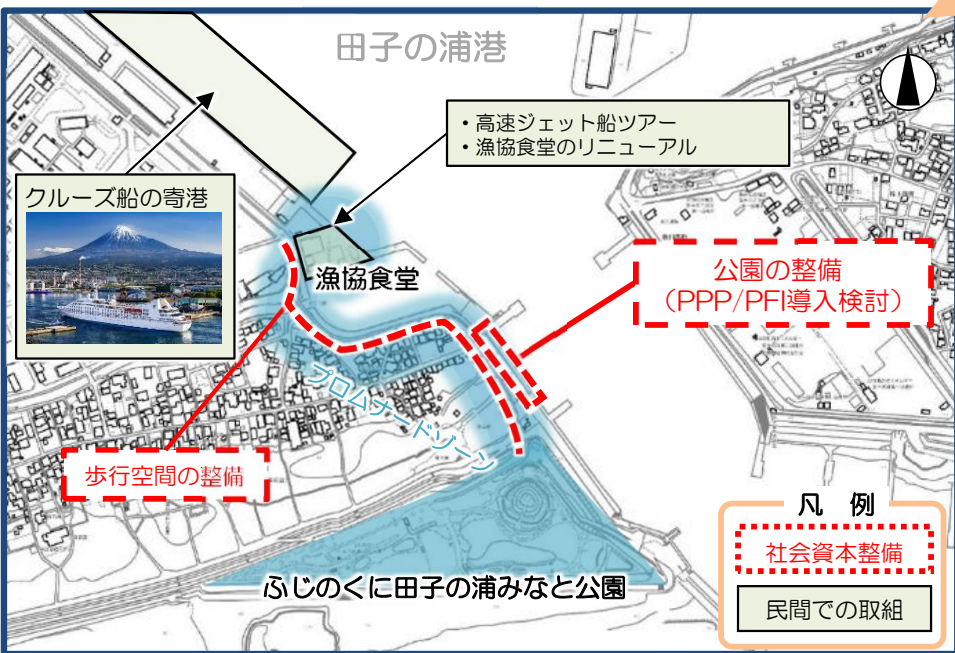 田子の浦港
・高速ジェット船ツアー
・漁協食堂のリニューアル
クルーズ船の寄港
漁協食堂
公園の整備
（PPP/PFI導入検討）
プロムナードゾーン
歩行空間の整備
ふじのくに田子の浦みなと公園
凡 例
社会資本整備
民間での取組